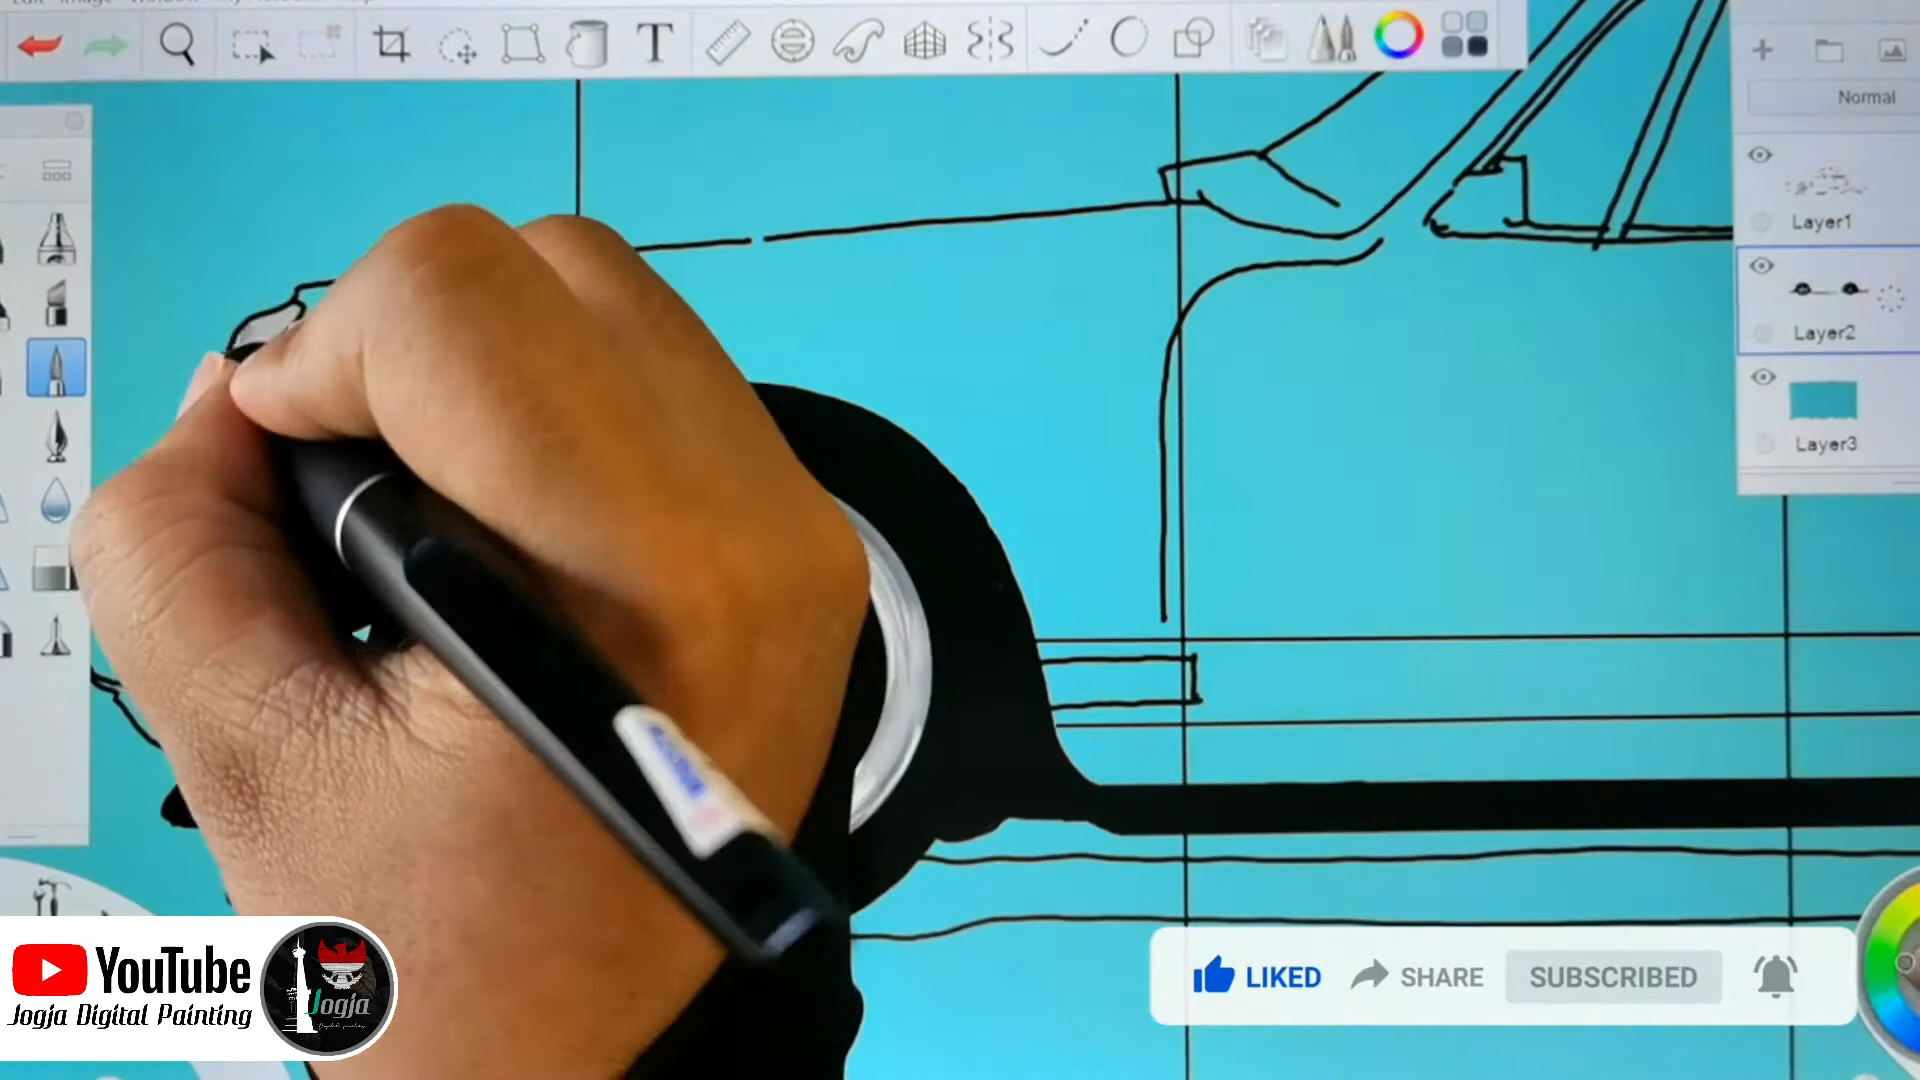 T
Normal
Layer1
Layer2
Layer3
YouTube
Jogja Digital Painting
Jogja
LIKED
SHARE
SUBSCRIBED